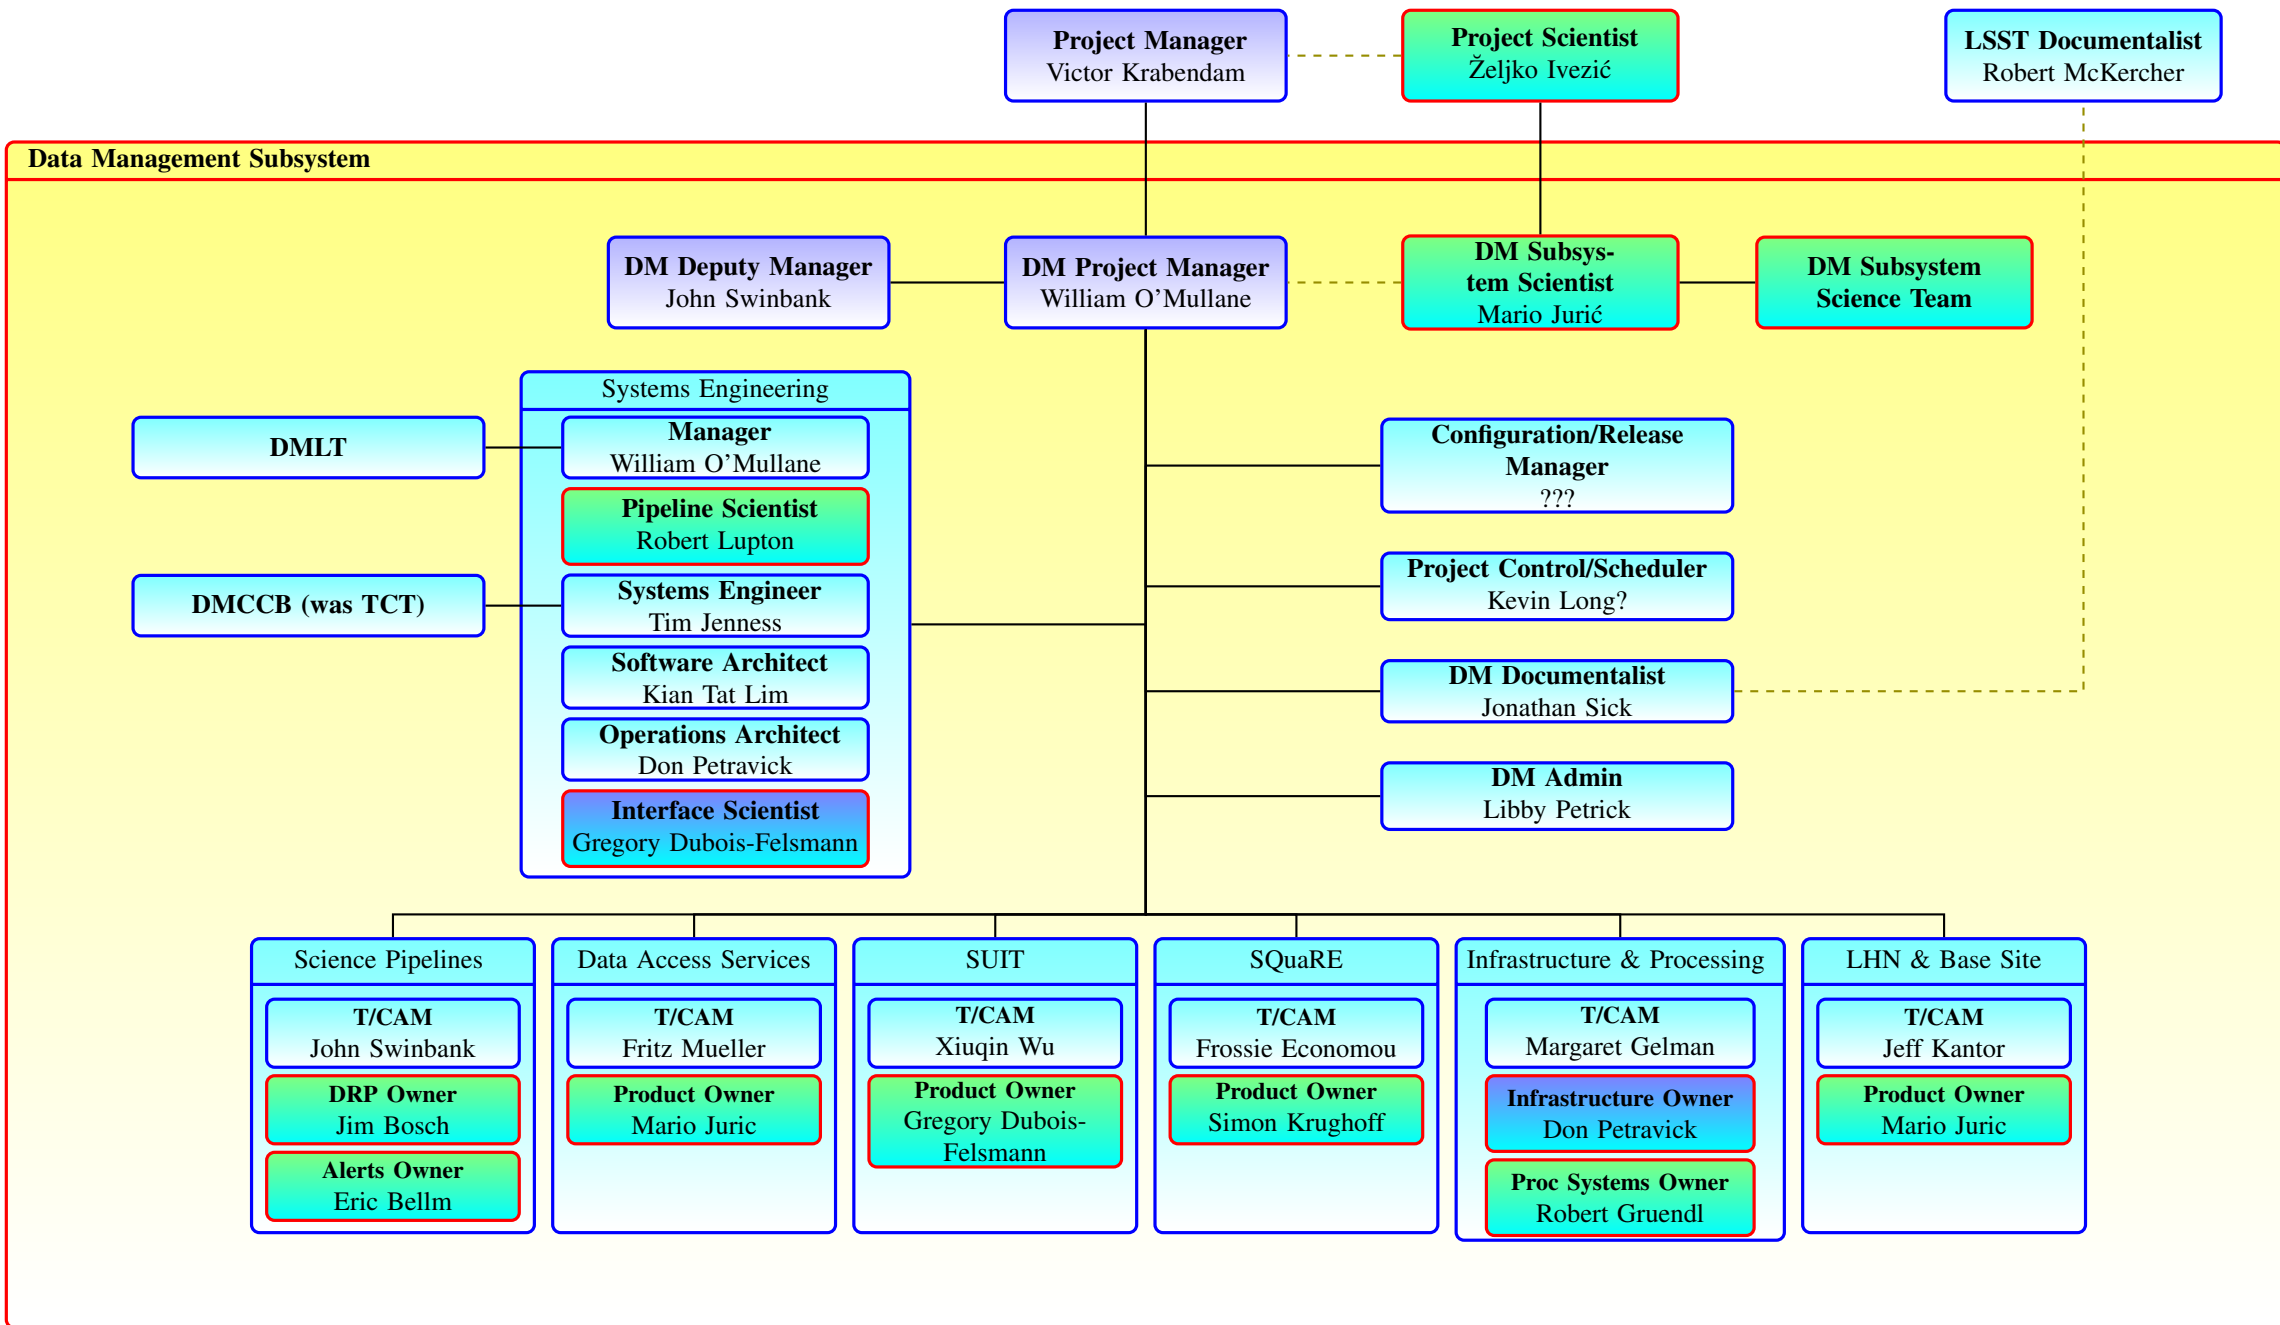 Project Manager
Victor Krabendam
Project Scientist
Željko Ivezić
LSST Documentalist
Robert McKercher
Data Management Subsystem
DM Deputy Manager
John Swinbank
DM Project Manager
William O'Mullane
DM Subsys-
tem Scientist
Mario Jurić
DM Subsystem
Science Team
Systems Engineering
DMLT
Manager
William O'Mullane
Pipeline Scientist
Robert Lupton
DMCCB (was TCT)
Systems Engineer
Tim Jenness
Software Architect
Kian Tat Lim
Operations Architect
Don Petravick
Interface Scientist
Gregory Dubois-Felsmann
Configuration/Release
Manager
???
Project Control/Scheduler
Kevin Long?
DM Documentalist
Jonathan Sick
DM Admin
Libby Petrick
Science Pipelines
T/CAM
John Swinbank
DRP Owner
Jim Bosch
Alerts Owner
Eric Bellm
Data Access Services
T/CAM
Fritz Mueller
Product Owner
Mario Juric
SUIT
T/CAM
Xiuqin Wu
Product Owner
Gregory Dubois-
Felsmann
SQuaRE
T/CAM
Frossie Economou
Product Owner
Simon Krughoff
Infrastructure & Processing
T/CAM
Margaret Gelman
Infrastructure Owner
Don Petravick
Proc Systems Owner
Robert Gruendl
LHN & Base Site
T/CAM
Jeff Kantor
Product Owner
Mario Juric